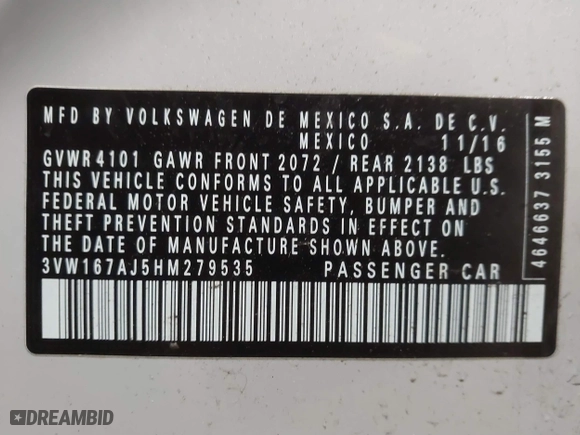 MFD BY VOLKSWAGEN DE MEXICO S.A. DE C.V.
MEXICO 11/16
GVWR 4101 GAWR FRONT 2072 / REAR 2138 LBS
THIS VEHICLE CONFORMS TO ALL APPLICABLE U.S.
FEDERAL MOTOR VEHICLE SAFETY, BUMPER AND
THEFT PREVENTION STANDARDS IN EFFECT ON
THE DATE OF MANUFACTURE SHOWN ABOVE.
3VW167AJ5HM279535 PASSENGER CAR
4646637 3155 M
DREAMBID